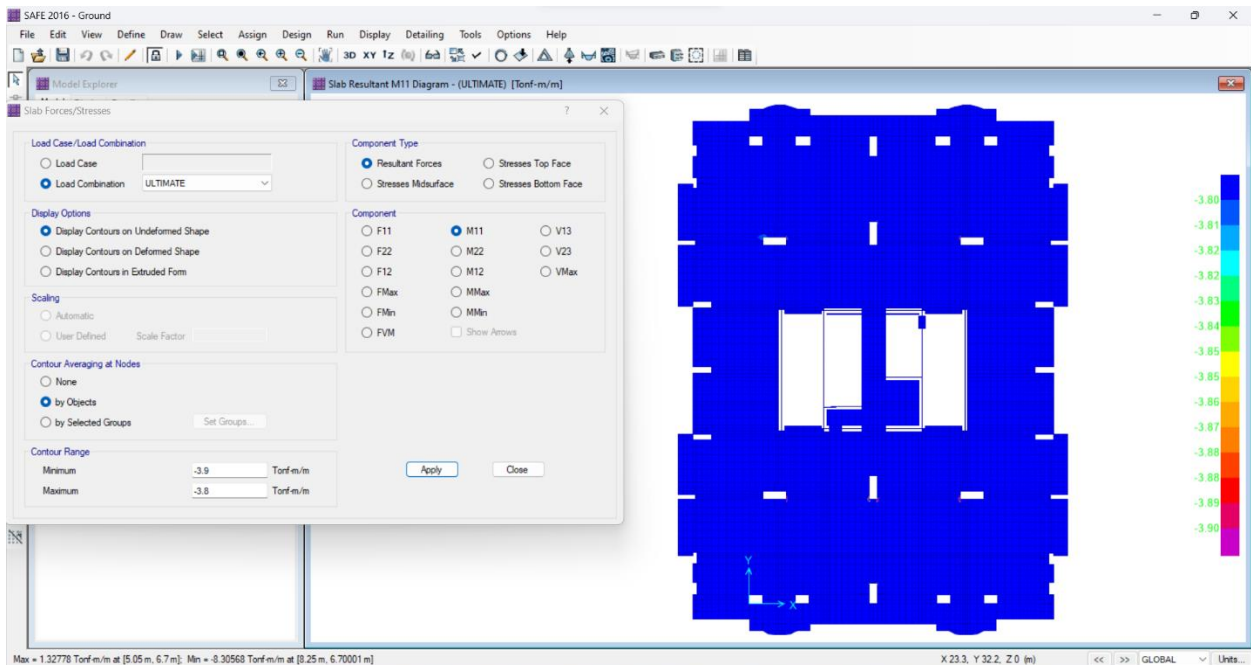 SAFE 2016 - Ground
File Edit View Define Draw Select Assign Design Run Display Detailing Tools Options Help
3D XY
Model Explorer
Slab Resultant M11 Diagram - (ULTIMATE) [Tonf-m/m]
Slab Forces/Stresses
Load Case/Load Combination
Load Case
Load Combination ULTIMATE
Display Options
Display Contours on Undeformed Shape
Display Contours on Deformed Shape
Display Contours in Extruded Form
Scaling
Automatic
User Defined Scale Factor
Contour Averaging at Nodes
None
by Objects
by Selected Groups Set Groups...
Contour Range
Minimum -3.9 Tonf-m/m
Maximum -3.8 Tonf-m/m
Component Type
Resultant Forces Stresses Top Face
Stresses Midsurface Stresses Bottom Face
Component
F11 M11 V13
F22 M22 V23
F12 M12 VMax
FMax MMax
FMin MMin
FVM Show Arrows
Apply Close
-3.80
-3.81
-3.82
-3.82
-3.83
-3.84
-3.85
-3.85
-3.86
-3.87
-3.88
-3.88
-3.89
-3.90
Y
X
Max = 1.32778 Tonf-m/m at [5.05 m, 6.7 m]; Min = -8.30568 Tonf-m/m at [8.25 m, 6.70001 m]
X 23.3, Y 32.2, Z 0 (m) << >> GLOBAL Units...